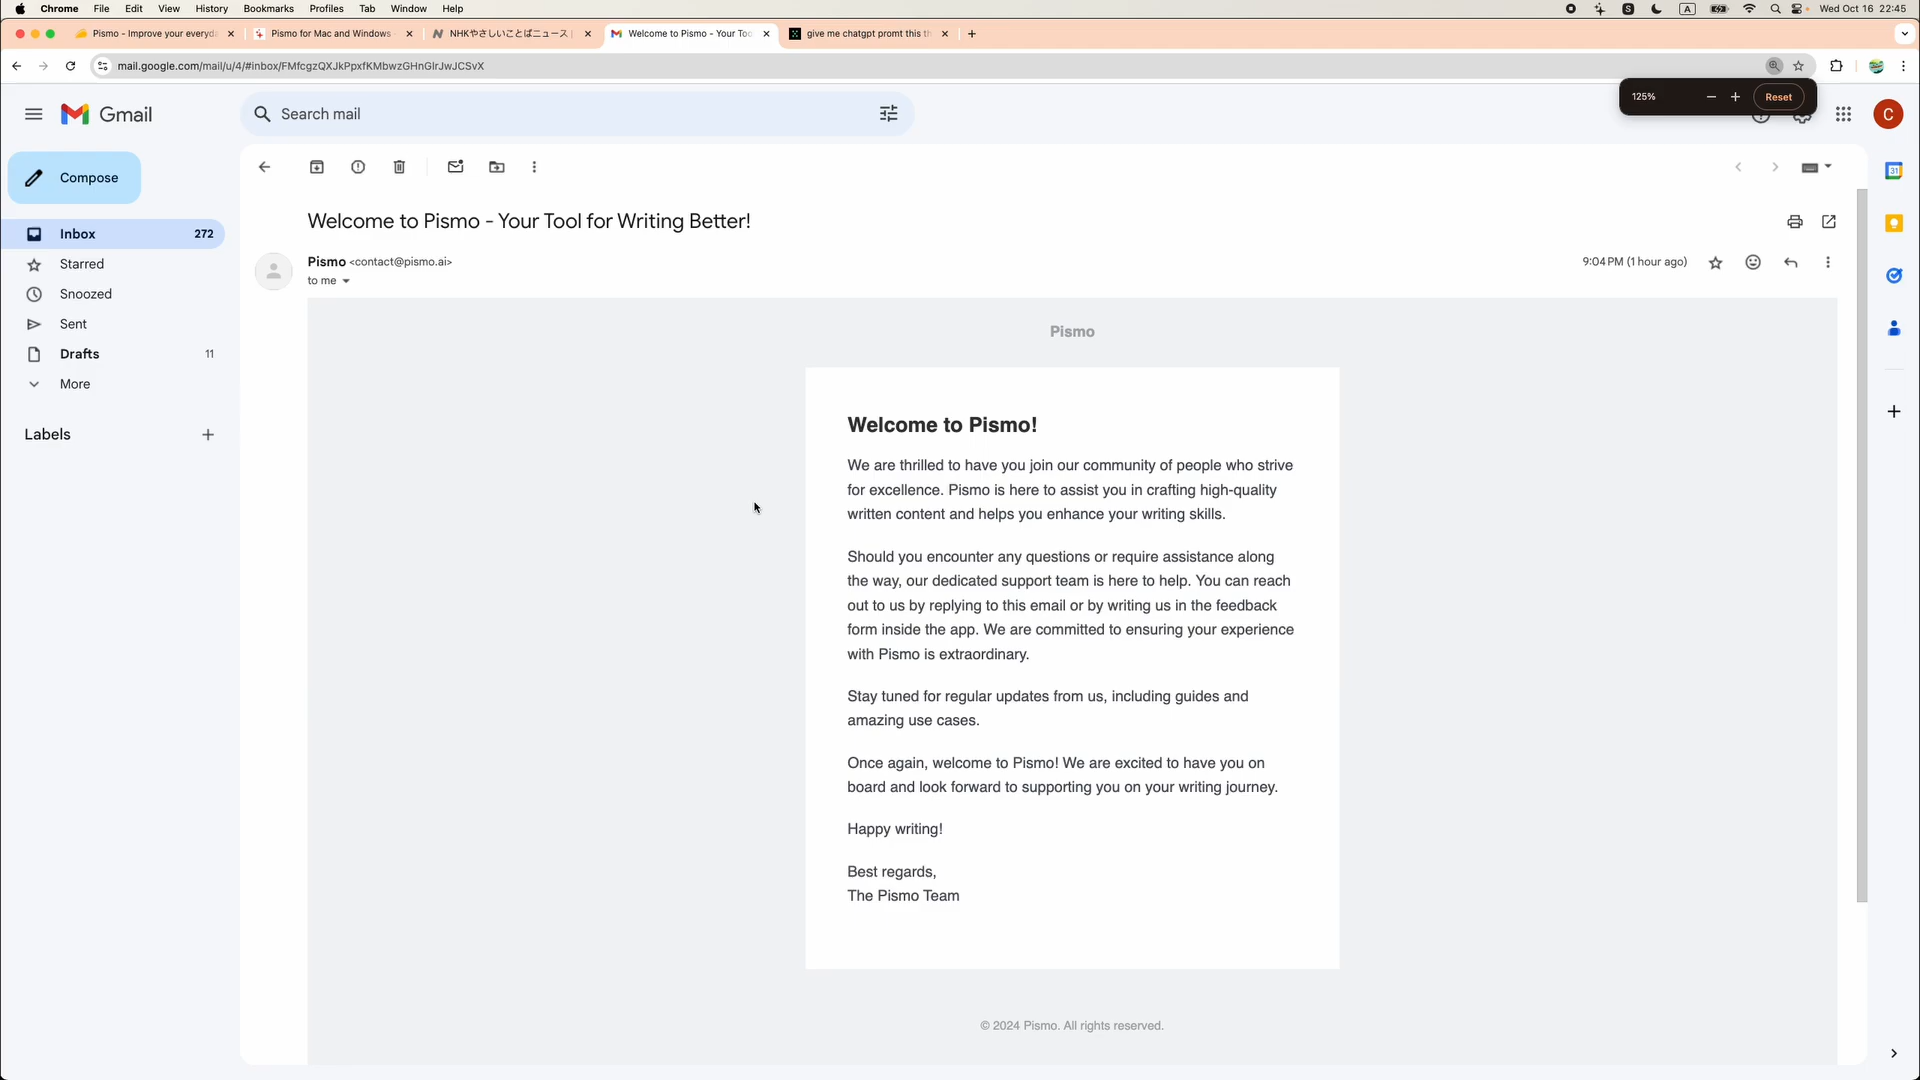 Chrome File Edit View History Bookmarks Profiles Tab Window Help
S A Wed Oct 16 22:45
Pismo - Improve your everyd
Pismo for Mac and Windows
NHKやさしいことばニュース
Welcome to Pismo - Your Too
give me chatgpt promt this th
mail.google.com/mail/u/4/#inbox/FMfcgzQXJkPpxfKMbwzGHnGlrJwJCSvX
125% Reset
Gmail
Search mail
C
Compose
31
Inbox 272
Starred
Snoozed
Sent
Drafts 11
More
Labels
Welcome to Pismo - Your Tool for Writing Better!
Pismo <contact@pismo.ai>
9:04 PM (1 hour ago)
to me
Pismo
Welcome to Pismo!
We are thrilled to have you join our community of people who strive
for excellence. Pismo is here to assist you in crafting high-quality
written content and helps you enhance your writing skills.
Should you encounter any questions or require assistance along
the way, our dedicated support team is here to help. You can reach
out to us by replying to this email or by writing us in the feedback
form inside the app. We are committed to ensuring your experience
with Pismo is extraordinary.
Stay tuned for regular updates from us, including guides and
amazing use cases.
Once again, welcome to Pismo! We are excited to have you on
board and look forward to supporting you on your writing journey.
Happy writing!
Best regards,
The Pismo Team
© 2024 Pismo. All rights reserved.